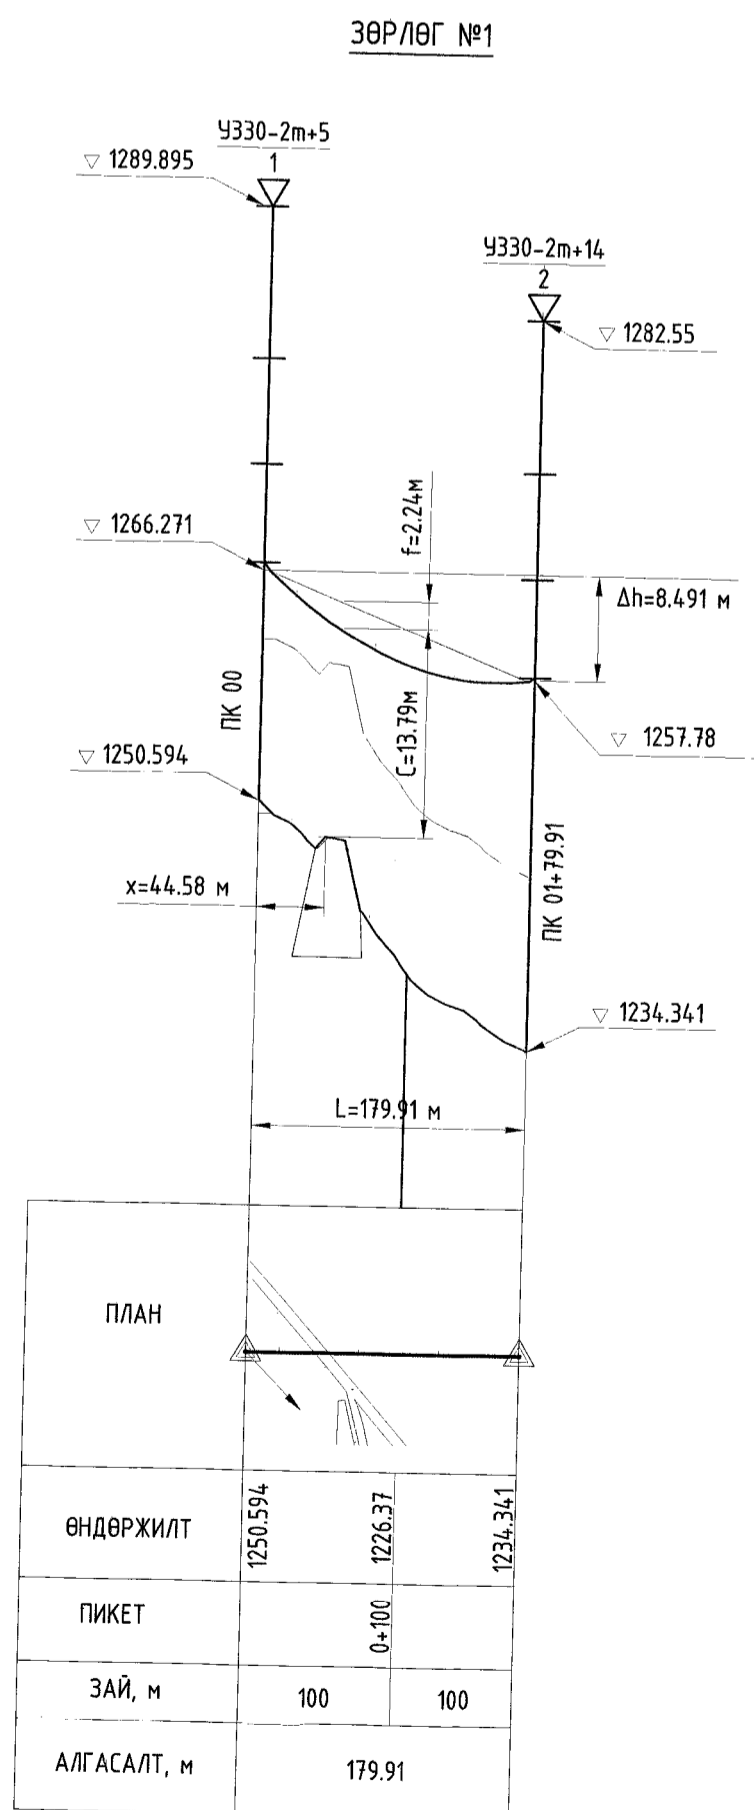 ЗӨРЛӨГ №1
УЗ30-2m+5
1
▽ 1289.895
УЗ30-2m+14
2
▽ 1282.55
f=2.24м
▽ 1266.271
Δh=8.491 м
ПК 00
C=13.79м
▽ 1257.78
▽ 1250.594
x=44.58 м
ПК 01+79.91
▽ 1234.341
L=179.91 м
ПЛАН
ӨНДӨРЖИЛТ
1250.594
1226.37
1234.341
ПИКЕТ
0+100
ЗАЙ, м
100
100
АЛГАСАЛТ, м
179.91